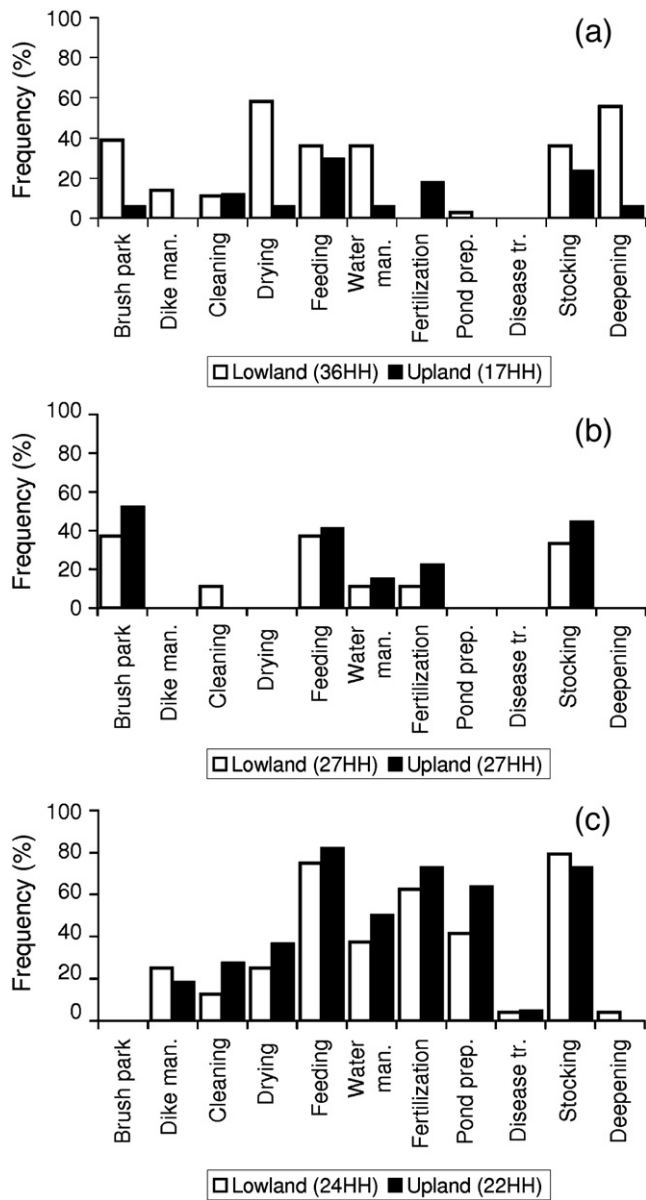 (a)
Frequency (%)
100
80
60
40
20
0
Brush park
Dike man.
Cleaning
Drying
Feeding
Water
man.
Fertilization
Pond prep.
Disease tr.
Stocking
Deepening
Lowland (36HH) Upland (17HH)
(b)
Frequency (%)
100
80
60
40
20
0
Brush park
Dike man.
Cleaning
Drying
Feeding
Water
man.
Fertilization
Pond prep.
Disease tr.
Stocking
Deepening
Lowland (27HH) Upland (27HH)
(c)
Frequency (%)
100
80
60
40
20
0
Brush park
Dike man.
Cleaning
Drying
Feeding
Water
man.
Fertilization
Pond prep.
Disease tr.
Stocking
Deepening
Lowland (24HH) Upland (22HH)